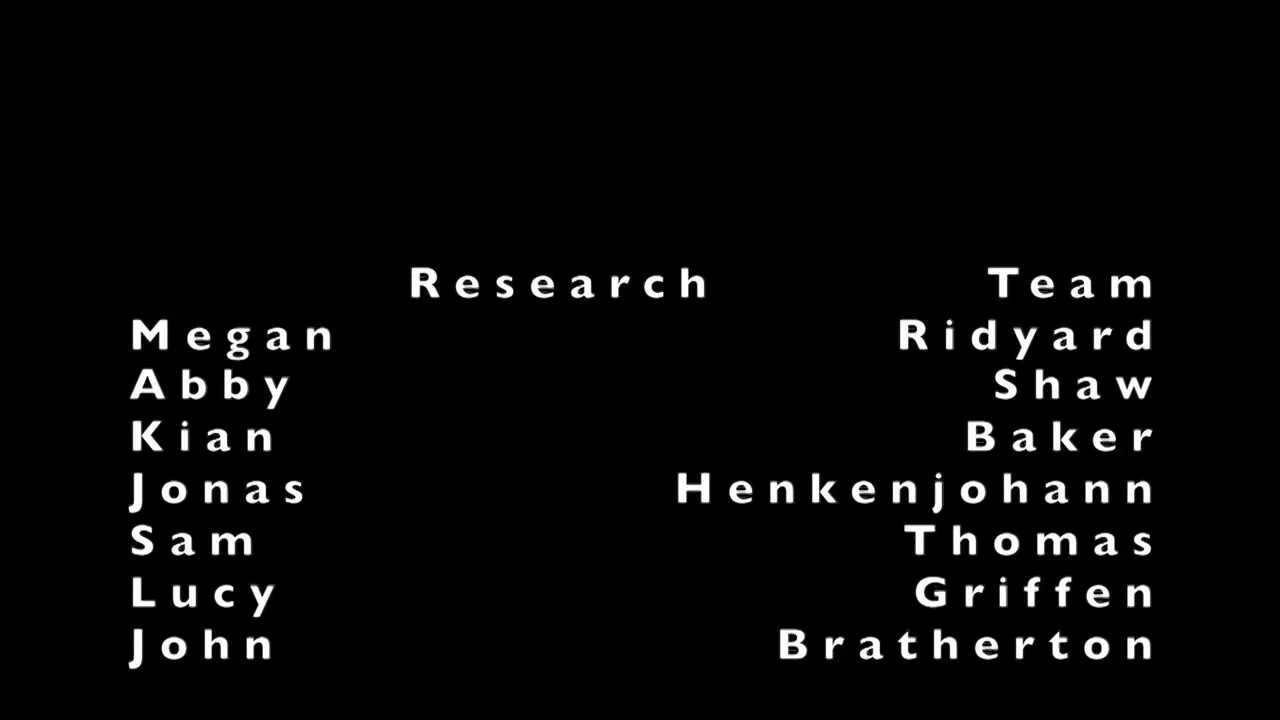 Research Team
Megan Ridyard
Abby Shaw
Kian Baker
Jonas Henkenjohann
Sam Thomas
Lucy Griffen
John Bratherton